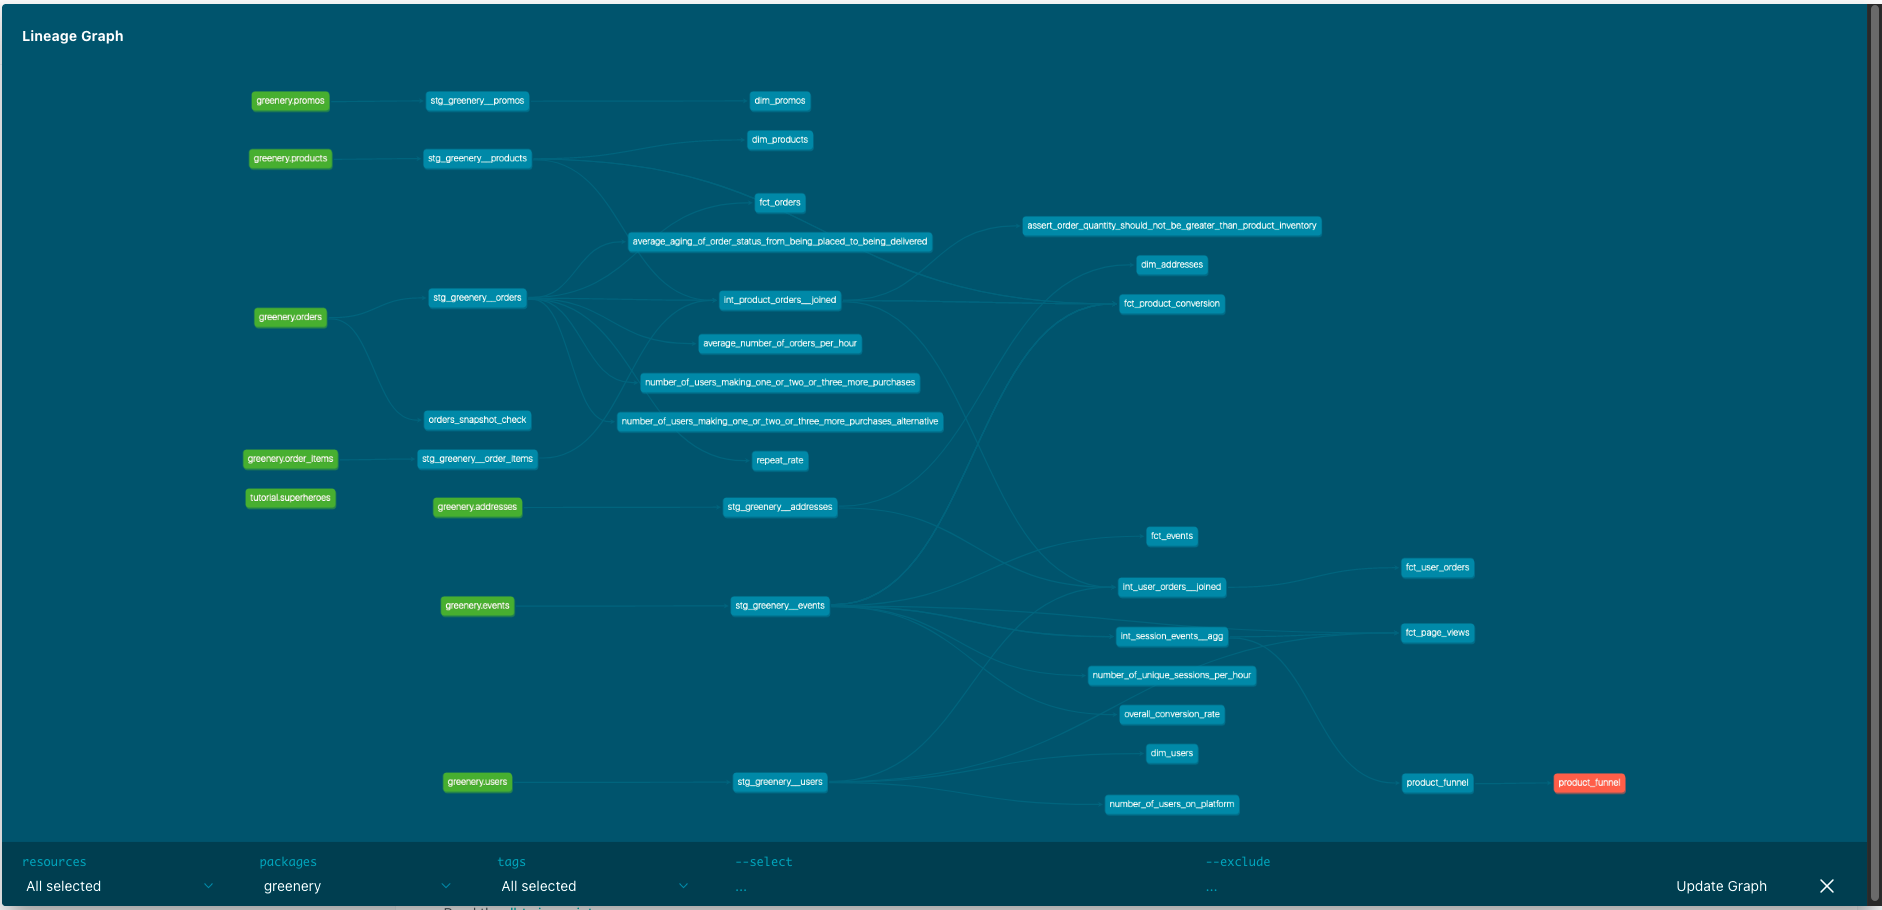 Lineage Graph
greenery.promos
stg_greenery__promos
dim_promos
dim_products
greenery.products
stg_greenery__products
fct_orders
assert_order_quantity_should_not_be_greater_than_product_inventory
average_aging_of_order_status_from_being_placed_to_being_delivered
dim_addresses
stg_greenery__orders
int_product_orders__joined
fct_product_conversion
greenery.orders
average_number_of_orders_per_hour
number_of_users_making_one_or_two_or_three_more_purchases
orders_snapshot_check
number_of_users_making_one_or_two_or_three_more_purchases_alternative
greenery.order_items
stg_greenery__order_items
repeat_rate
tutorial.superheroes
greenery.addresses
stg_greenery__addresses
fct_events
fct_user_orders
int_user_orders__joined
greenery.events
stg_greenery__events
int_session_events__agg
fct_page_views
number_of_unique_sessions_per_hour
overall_conversion_rate
dim_users
greenery.users
stg_greenery__users
product_funnel
product_funnel
number_of_users_on_platform
resources
packages
tags
--select
--exclude
All selected
greenery
All selected
...
...
Update Graph